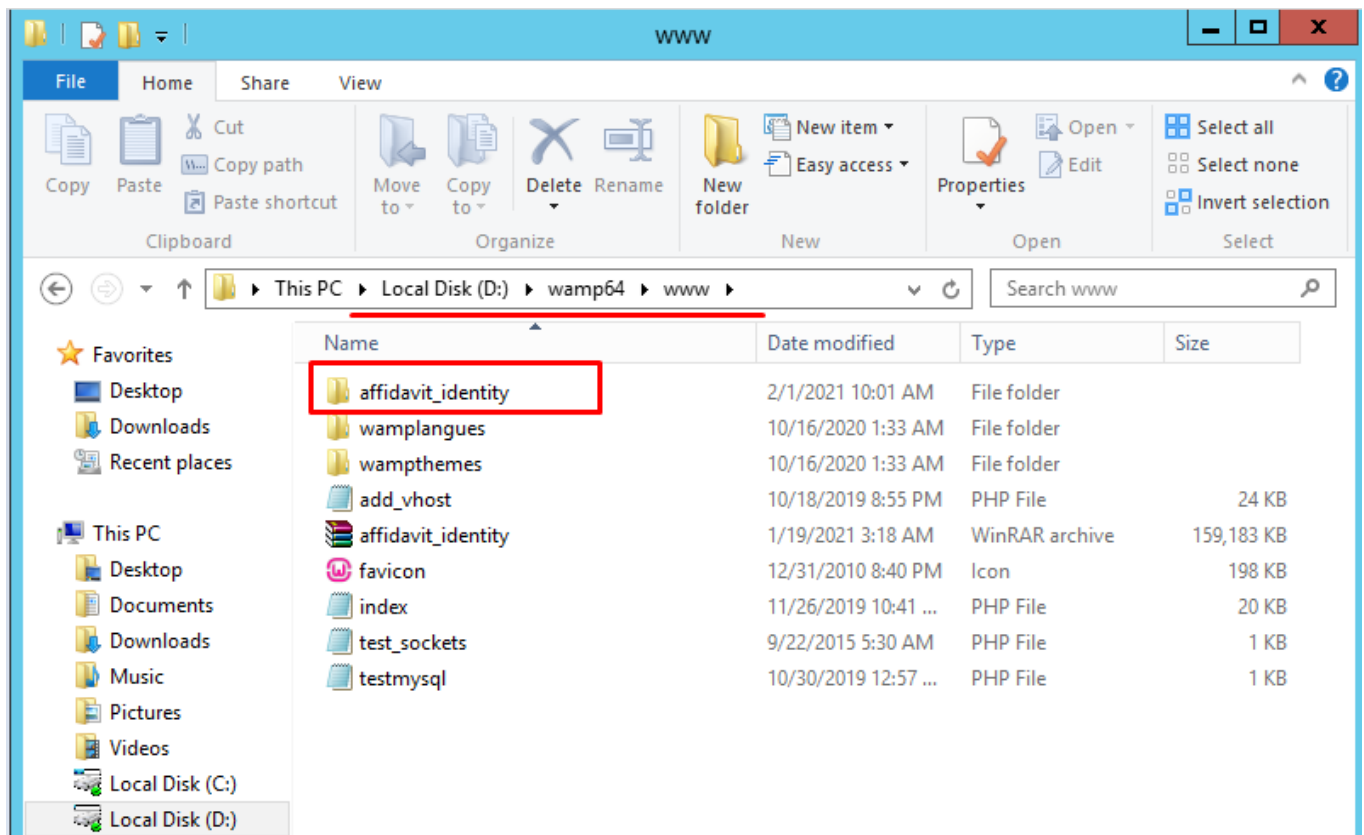 www
File Home Share View
Cut
Copy path
Paste shortcut
Copy Paste
Clipboard
Move to Copy to Delete Rename
Organize
New folder
New item
Easy access
New
Properties
Open
Edit
Open
Select all
Select none
Invert selection
Select
This PC Local Disk (D:) wamp64 www
Search www
Favorites
Desktop
Downloads
Recent places
This PC
Desktop
Documents
Downloads
Music
Pictures
Videos
Local Disk (C:)
Local Disk (D:)
Name Date modified Type Size
affidavit_identity 2/1/2021 10:01 AM File folder
wamplangues 10/16/2020 1:33 AM File folder
wampthemes 10/16/2020 1:33 AM File folder
add_vhost 10/18/2019 8:55 PM PHP File 24 KB
affidavit_identity 1/19/2021 3:18 AM WinRAR archive 159,183 KB
favicon 12/31/2010 8:40 PM Icon 198 KB
index 11/26/2019 10:41 ... PHP File 20 KB
test_sockets 9/22/2015 5:30 AM PHP File 1 KB
testmysql 10/30/2019 12:57 ... PHP File 1 KB